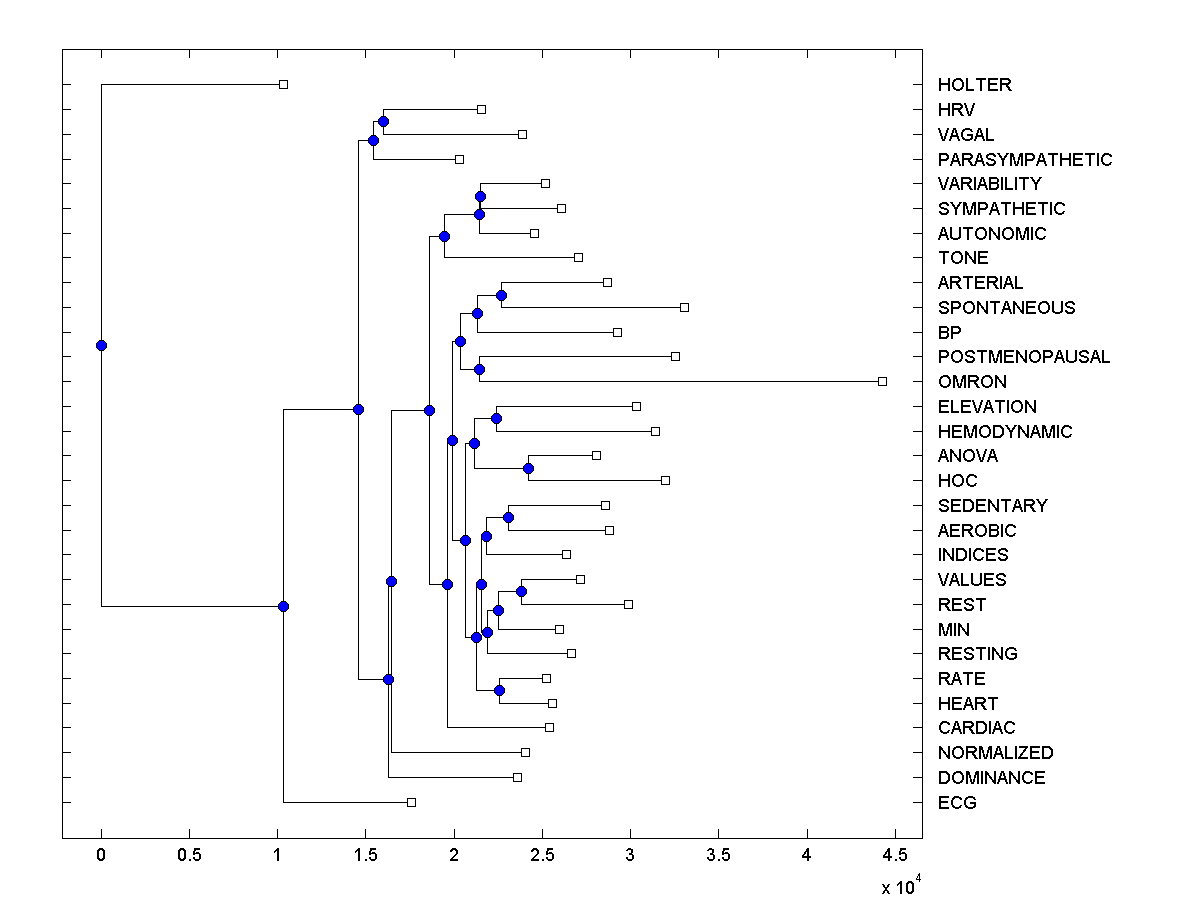 HOLTER
HRV
VAGAL
PARASYMPATHETIC
VARIABILITY
SYMPATHETIC
AUTONOMIC
TONE
ARTERIAL
SPONTANEOUS
BP
POSTMENOPAUSAL
OMRON
ELEVATION
HEMODYNAMIC
ANOVA
HOC
SEDENTARY
AEROBIC
INDICES
VALUES
REST
MIN
RESTING
RATE
HEART
CARDIAC
NORMALIZED
DOMINANCE
ECG
0 0.5 1 1.5 2 2.5 3 3.5 4 4.5
x 10^4